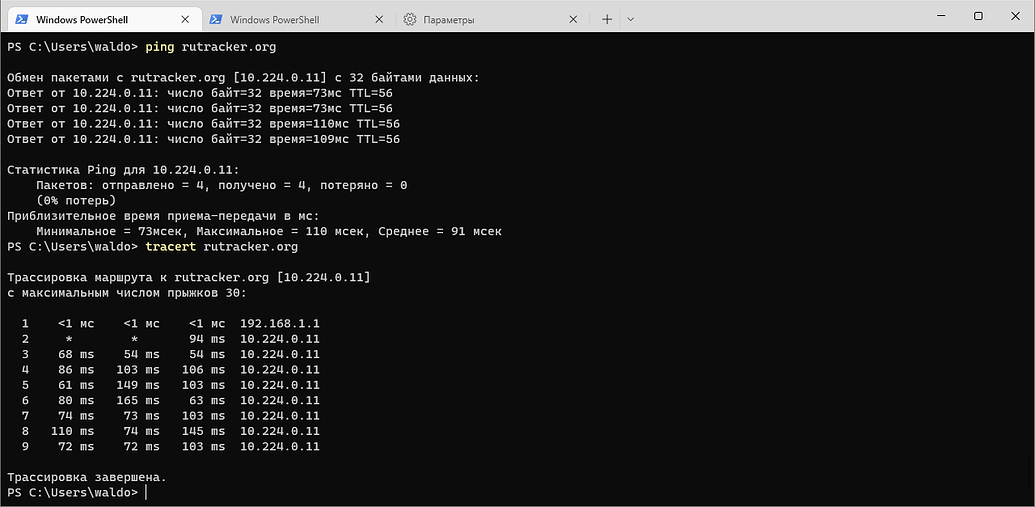 Windows PowerShell
Windows PowerShell
Параметры
PS C:\Users\waldo> ping rutracker.org
Обмен пакетами с rutracker.org [10.224.0.11] с 32 байтами данных:
Ответ от 10.224.0.11: число байт=32 время=73мс TTL=56
Ответ от 10.224.0.11: число байт=32 время=73мс TTL=56
Ответ от 10.224.0.11: число байт=32 время=110мс TTL=56
Ответ от 10.224.0.11: число байт=32 время=109мс TTL=56
Статистика Ping для 10.224.0.11:
    Пакетов: отправлено = 4, получено = 4, потеряно = 0
    (0% потерь)
Приблизительное время приема-передачи в мс:
    Минимальное = 73мсек, Максимальное = 110 мсек, Среднее = 91 мсек
PS C:\Users\waldo> tracert rutracker.org
Трассировка маршрута к rutracker.org [10.224.0.11]
с максимальным числом прыжков 30:
  1    <1 мс    <1 мс    <1 мс  192.168.1.1
  2     *        *       94 ms  10.224.0.11
  3    68 ms    54 ms    54 ms  10.224.0.11
  4    86 ms   103 ms   106 ms  10.224.0.11
  5    61 ms   149 ms   103 ms  10.224.0.11
  6    80 ms   165 ms    63 ms  10.224.0.11
  7    74 ms    73 ms   103 ms  10.224.0.11
  8   110 ms    74 ms   145 ms  10.224.0.11
  9    72 ms    72 ms   103 ms  10.224.0.11
Трассировка завершена.
PS C:\Users\waldo>